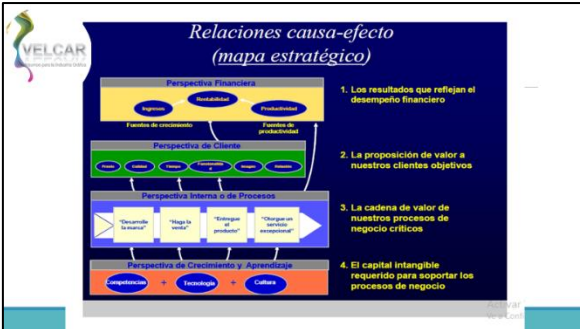 VELCAR
Relaciones causa-efecto
(mapa estratégico)
Perspectiva Financiera
Rentabilidad
Ingresos
Productividad
Fuentes de crecimiento
Fuentes de
productividad
1. Los resultados que reflejan el
desempeño financiero
Perspectiva de Cliente
Precio
Calidad
Tiempo
Imagen
Relación
2. La proposición de valor a
nuestros clientes objetivos
Perspectiva Interna o de Procesos
"Desarrolle
la marca"
"Haga la
venta"
"Entregue
el
producto"
"Otorgue un
servicio
excepcional"
3. La cadena de valor de
nuestros procesos de
negocio críticos
Perspectiva de Crecimiento y Aprendizaje
Competencias
+
Tecnología
+
Cultura
4. El capital intangible
requerido para soportar los
procesos de negocio
Activar